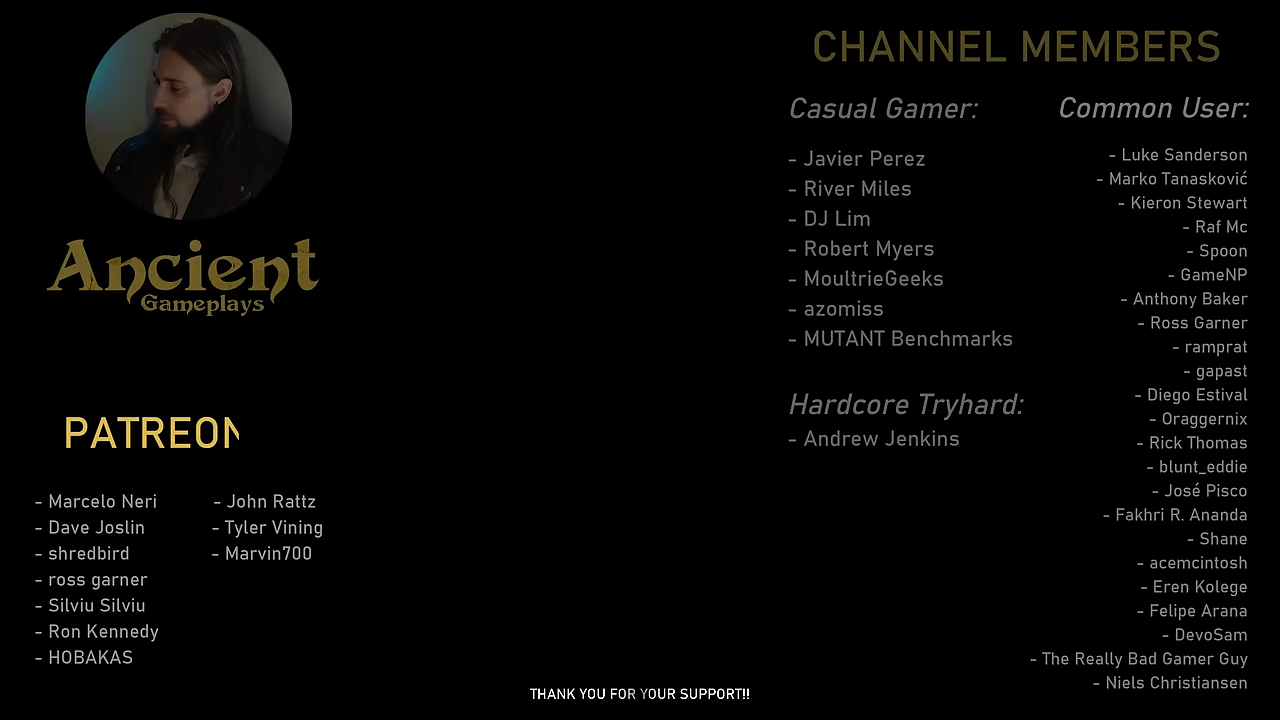 Ancient
Gameplays
PATREON
- Marcelo Neri
- Dave Joslin
- shredbird
- ross garner
- Silviu Silviu
- Ron Kennedy
- HOBAKAS
- John Rattz
- Tyler Vining
- Marvin700
CHANNEL MEMBERS
Casual Gamer:
- Javier Perez
- River Miles
- DJ Lim
- Robert Myers
- MoultrieGeeks
- azomiss
- MUTANT Benchmarks
Hardcore Tryhard:
- Andrew Jenkins
Common User:
- Luke Sanderson
- Marko Tanasković
- Kieron Stewart
- Raf Mc
- Spoon
- GameNP
- Anthony Baker
- Ross Garner
- ramprat
- gapast
- Diego Estival
- Oraggernix
- Rick Thomas
- blunt_eddie
- José Pisco
- Fakhri R. Ananda
- Shane
- acemcintosh
- Eren Kolege
- Felipe Arana
- DevoSam
- The Really Bad Gamer Guy
- Niels Christiansen
THANK YOU FOR YOUR SUPPORT!!